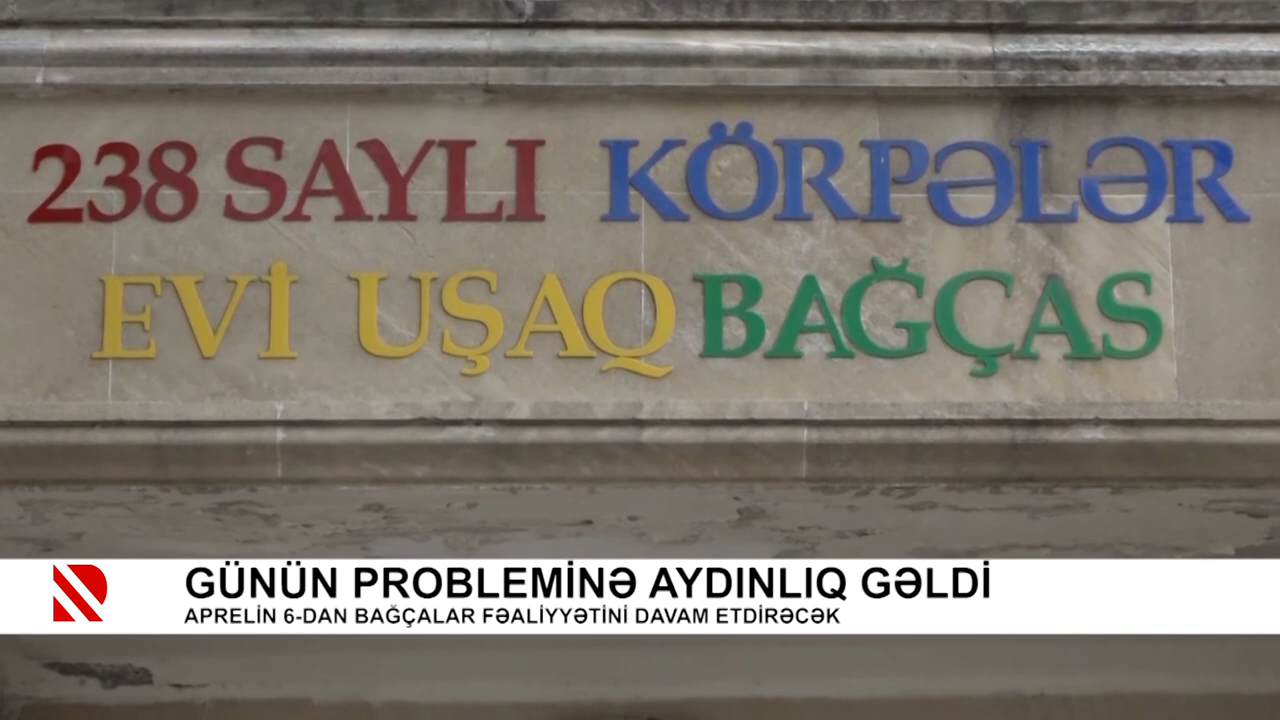 238 SAYLI KÖRPƏLƏR
EVİ UŞAQ BAĞÇAS
GÜNÜN PROBLEMİNƏ AYDINLIQ GƏLDİ
APRELİN 6-DAN BAĞÇALAR FƏALİYYƏTİNİ DAVAM ETDİRƏCƏK